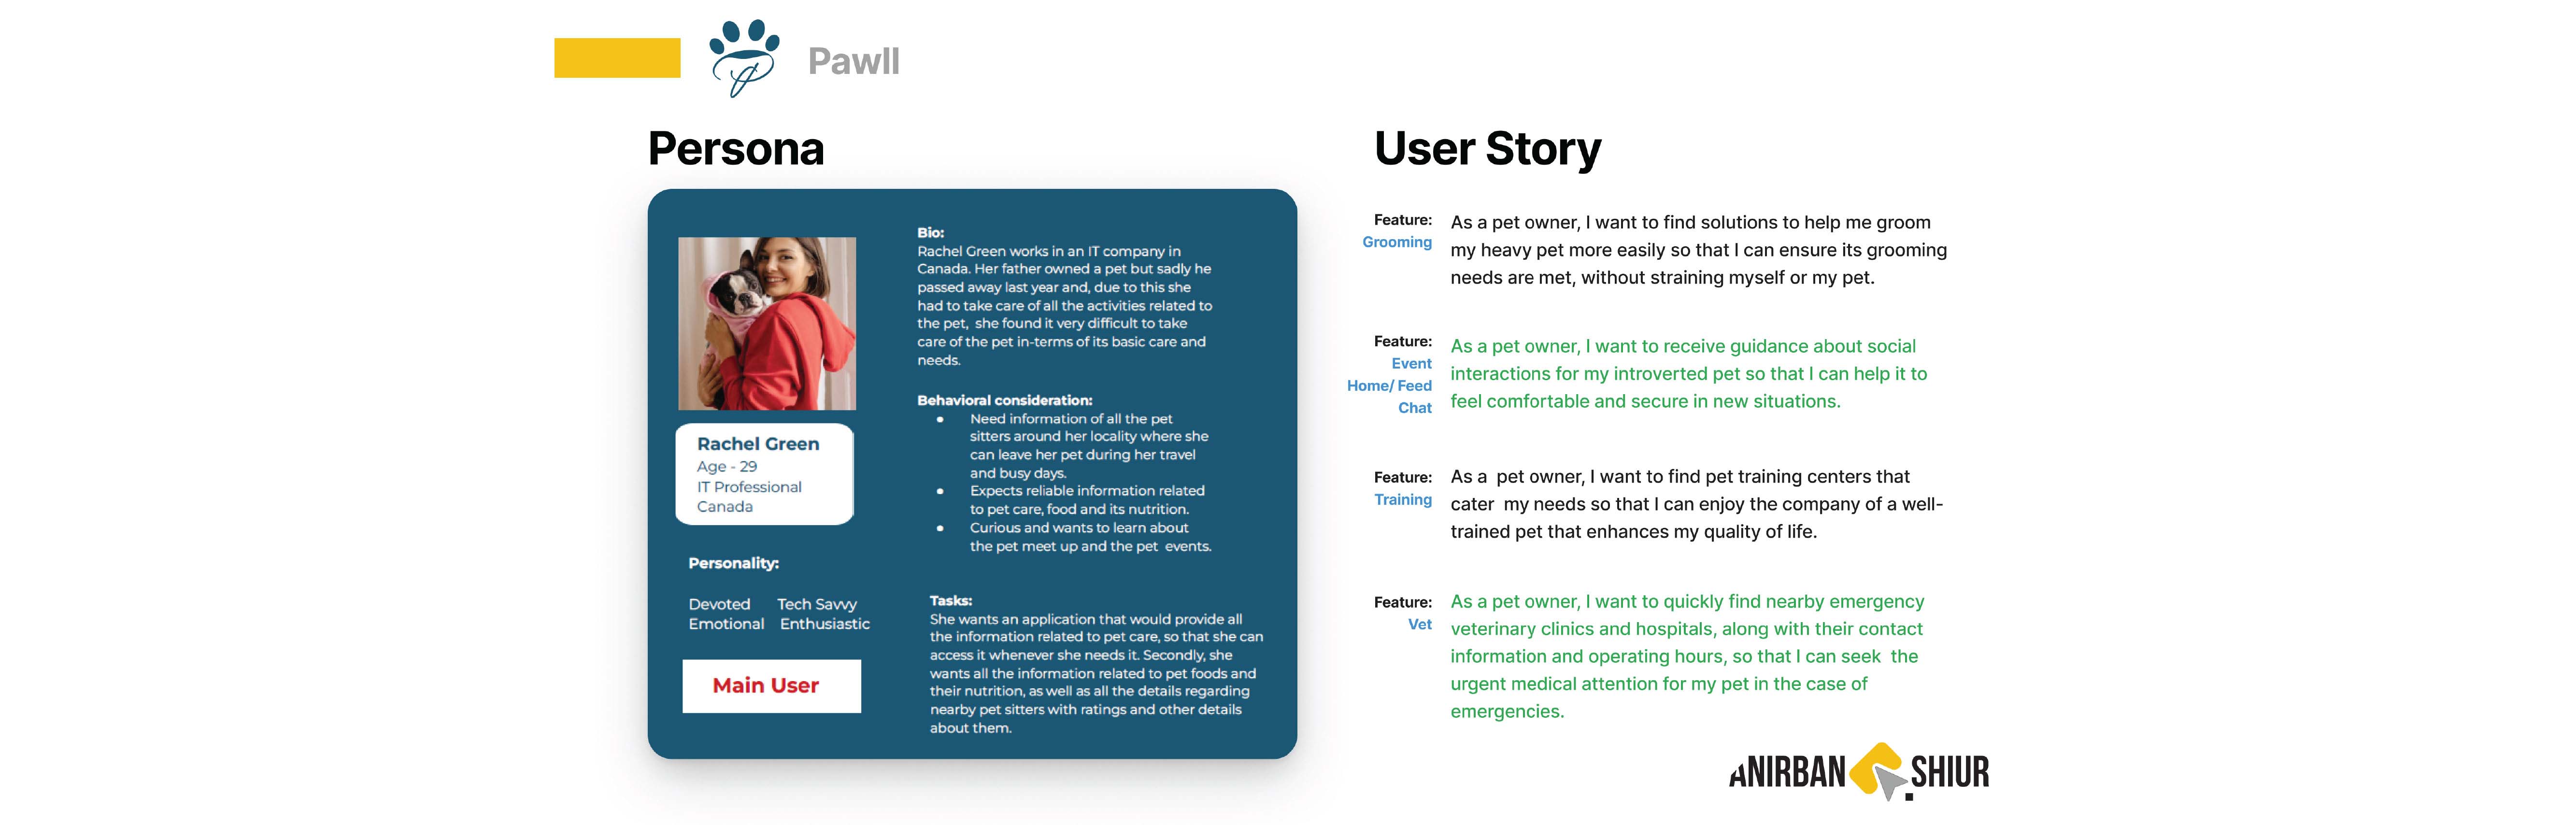 Pawll
Persona
Rachel Green
Age - 29
IT Professional
Canada
Personality:
Devoted Tech Savvy
Emotional Enthusiastic
Main User
Bio:
Rachel Green works in an IT company in
Canada. Her father owned a pet but sadly he
passed away last year and, due to this she
had to take care of all the activities related to
the pet, she found it very difficult to take
care of the pet in-terms of its basic care and
needs.
Behavioral consideration:
● Need information of all the pet
sitters around her locality where she
can leave her pet during her travel
and busy days.
● Expects reliable information related
to pet care, food and its nutrition.
● Curious and wants to learn about
the pet meet up and the pet events.
Tasks:
She wants an application that would provide all
the information related to pet care, so that she can
access it whenever she needs it. Secondly, she
wants all the information related to pet foods and
their nutrition, as well as all the details regarding
nearby pet sitters with ratings and other details
about them.
User Story
Feature:
Grooming
As a pet owner, I want to find solutions to help me groom
my heavy pet more easily so that I can ensure its grooming
needs are met, without straining myself or my pet.
Feature:
Event
Home/ Feed
Chat
As a pet owner, I want to receive guidance about social
interactions for my introverted pet so that I can help it to
feel comfortable and secure in new situations.
Feature:
Training
As a pet owner, I want to find pet training centers that
cater my needs so that I can enjoy the company of a well-
trained pet that enhances my quality of life.
Feature:
Vet
As a pet owner, I want to quickly find nearby emergency
veterinary clinics and hospitals, along with their contact
information and operating hours, so that I can seek the
urgent medical attention for my pet in the case of
emergencies.
ANIRBAN SHIUR